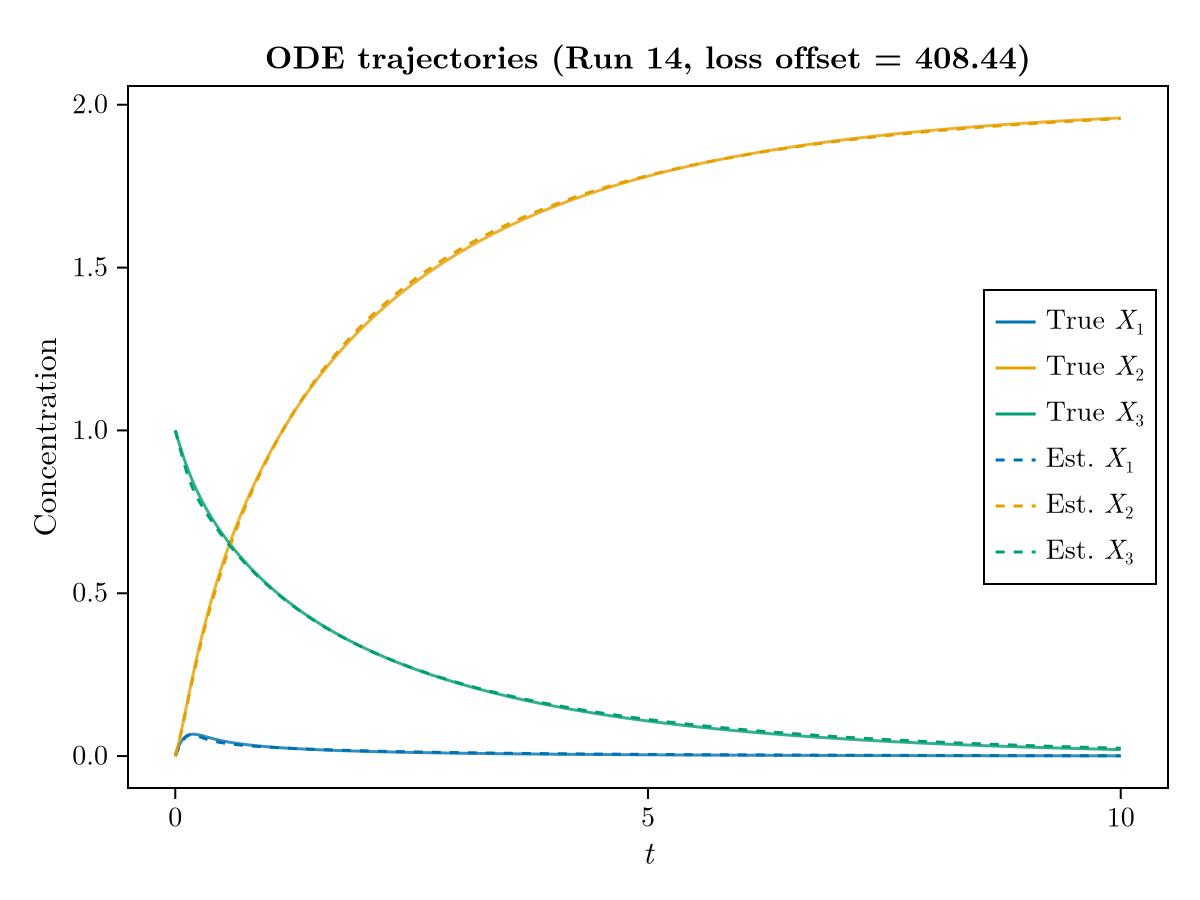 ODE trajectories (Run 14, loss offset = 408.44)
2.0
1.5
1.0
0.5
0.0
Concentration
0
5
10
t
True X₁
True X₂
True X₃
Est. X₁
Est. X₂
Est. X₃